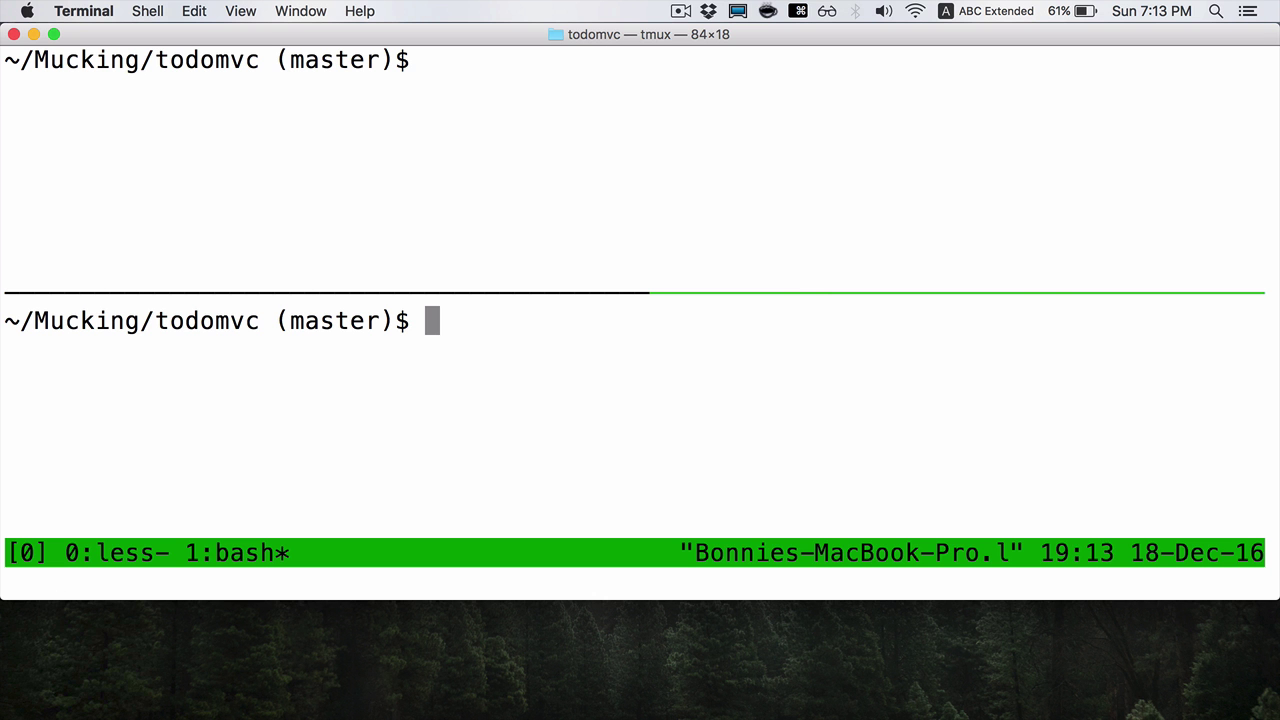 Terminal Shell Edit View Window Help A ABC Extended 61% Sun 7:13 PM
todomvc — tmux — 84×18
~/Mucking/todomvc (master)$
~/Mucking/todomvc (master)$
[0] 0:less- 1:bash* "Bonnies-MacBook-Pro.l" 19:13 18-Dec-16